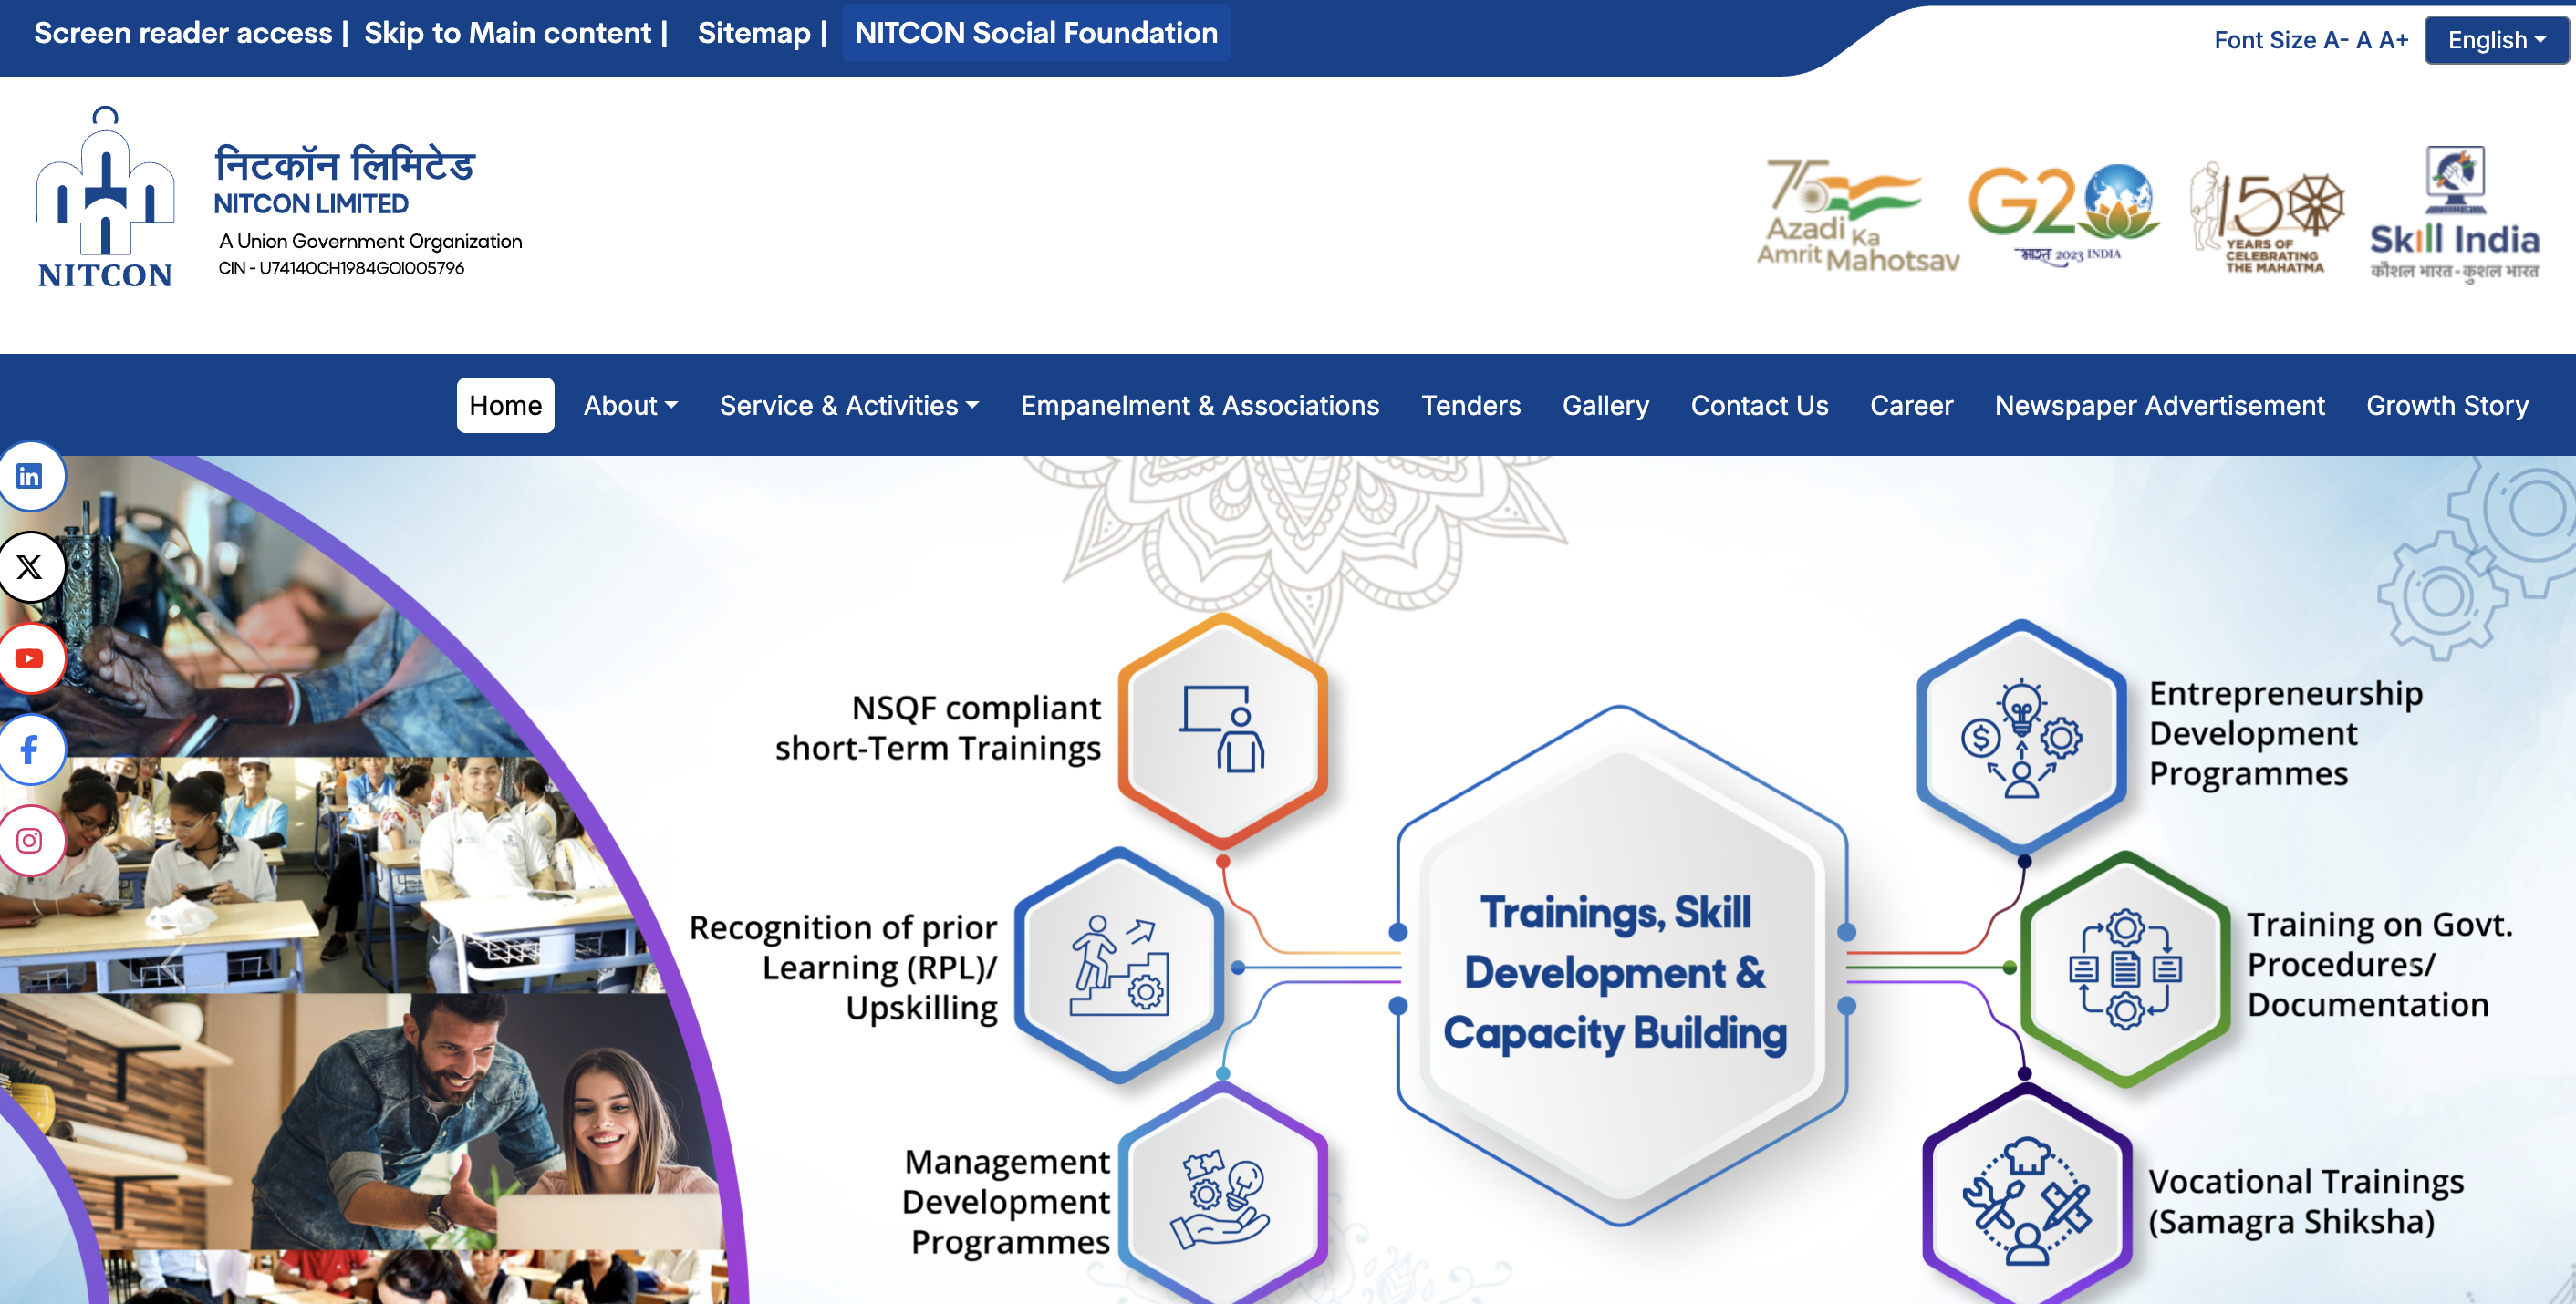 Screen reader access | Skip to Main content | Sitemap | NITCON Social Foundation
Font Size A- A A+ English
NITCON
निटकॉन लिमिटेड
NITCON LIMITED
A Union Government Organization
CIN - U74140CH1984GOI005796
75
Azadi Ka
Amrit Mahotsav
G20
भारत 2023 INDIA
150
YEARS OF
CELEBRATING
THE MAHATMA
Skill India
कौशल भारत - कुशल भारत
Home About Service & Activities Empanelment & Associations Tenders Gallery Contact Us Career Newspaper Advertisement Growth Story
NSQF compliant
short-Term Trainings
Recognition of prior
Learning (RPL)/
Upskilling
Management
Development
Programmes
Trainings, Skill
Development &
Capacity Building
Entrepreneurship
Development
Programmes
Training on Govt.
Procedures/
Documentation
Vocational Trainings
(Samagra Shiksha)